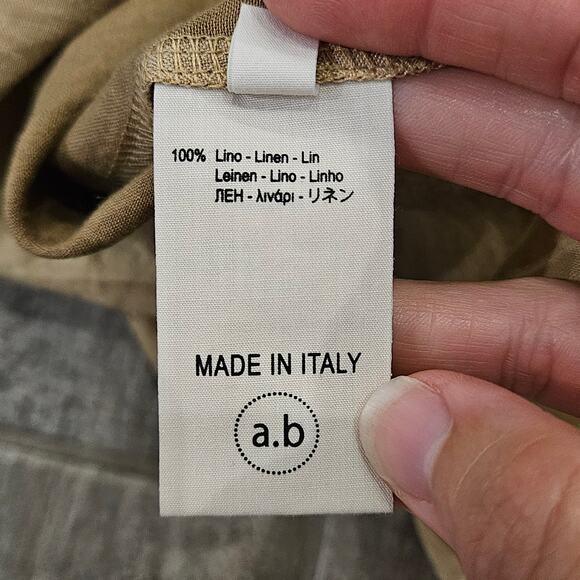 100% Lino - Linen - Lin
Leinen - Lino - Linho
ЛЕН - λινάρι - リネン
MADE IN ITALY
a.b